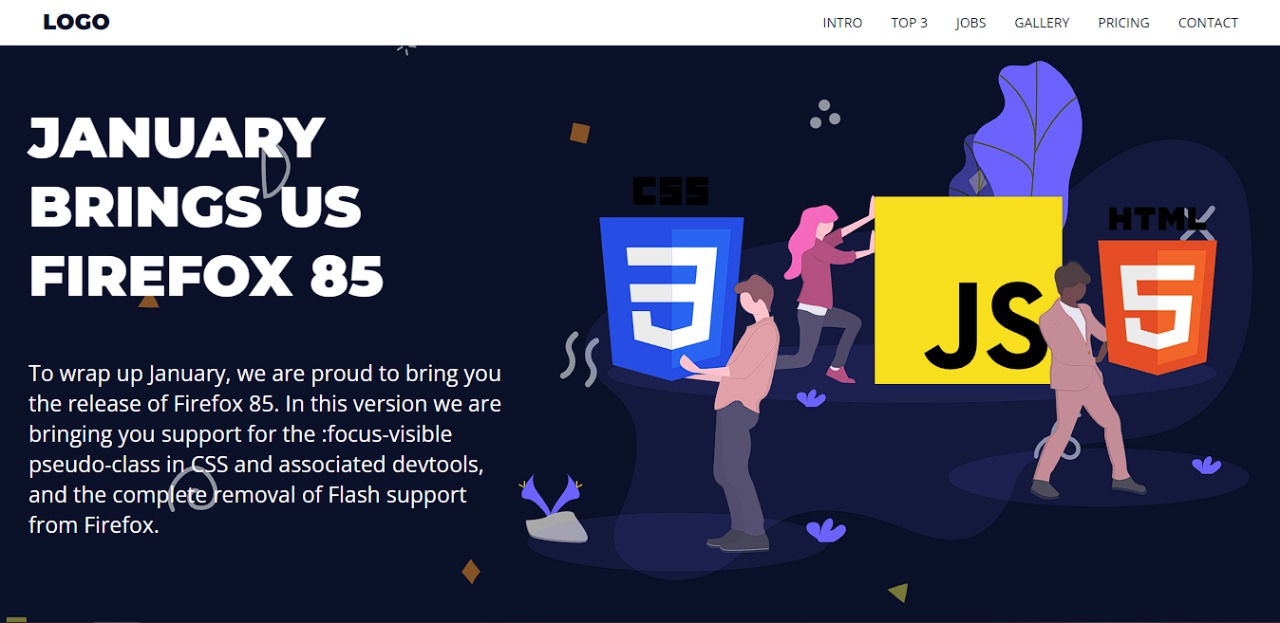 LOGO
INTRO TOP 3 JOBS GALLERY PRICING CONTACT
JANUARY
BRINGS US
FIREFOX 85
To wrap up January, we are proud to bring you
the release of Firefox 85. In this version we are
bringing you support for the :focus-visible
pseudo-class in CSS and associated devtools,
and the complete removal of Flash support
from Firefox.
CSS
3
JS
HTML
5